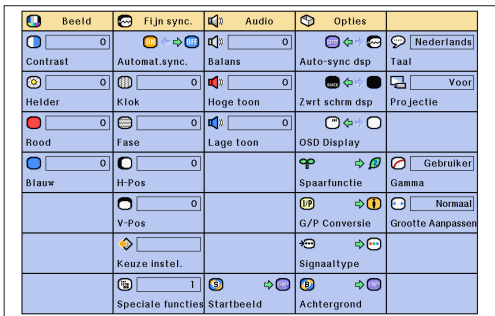 Beeld Fijn sync. Audio Opties
0 ON OFF 0 Nederlands
Contrast Automat.sync. Balans Auto-sync dsp Taal
0 0 0 Voor
Helder Klok Hoge toon Zwrt schrm dsp Projectie
0 0 0
Rood Fase Lage toon OSD Display
0 0 Gebruiker
Blauw H-Pos Spaarfunctie Gamma
0 I/P Normaal
V-Pos G/P Conversie Grootte Aanpassen
Keuze instel. Signaaltype
1 S B
Speciale functies Startbeeld Achtergrond